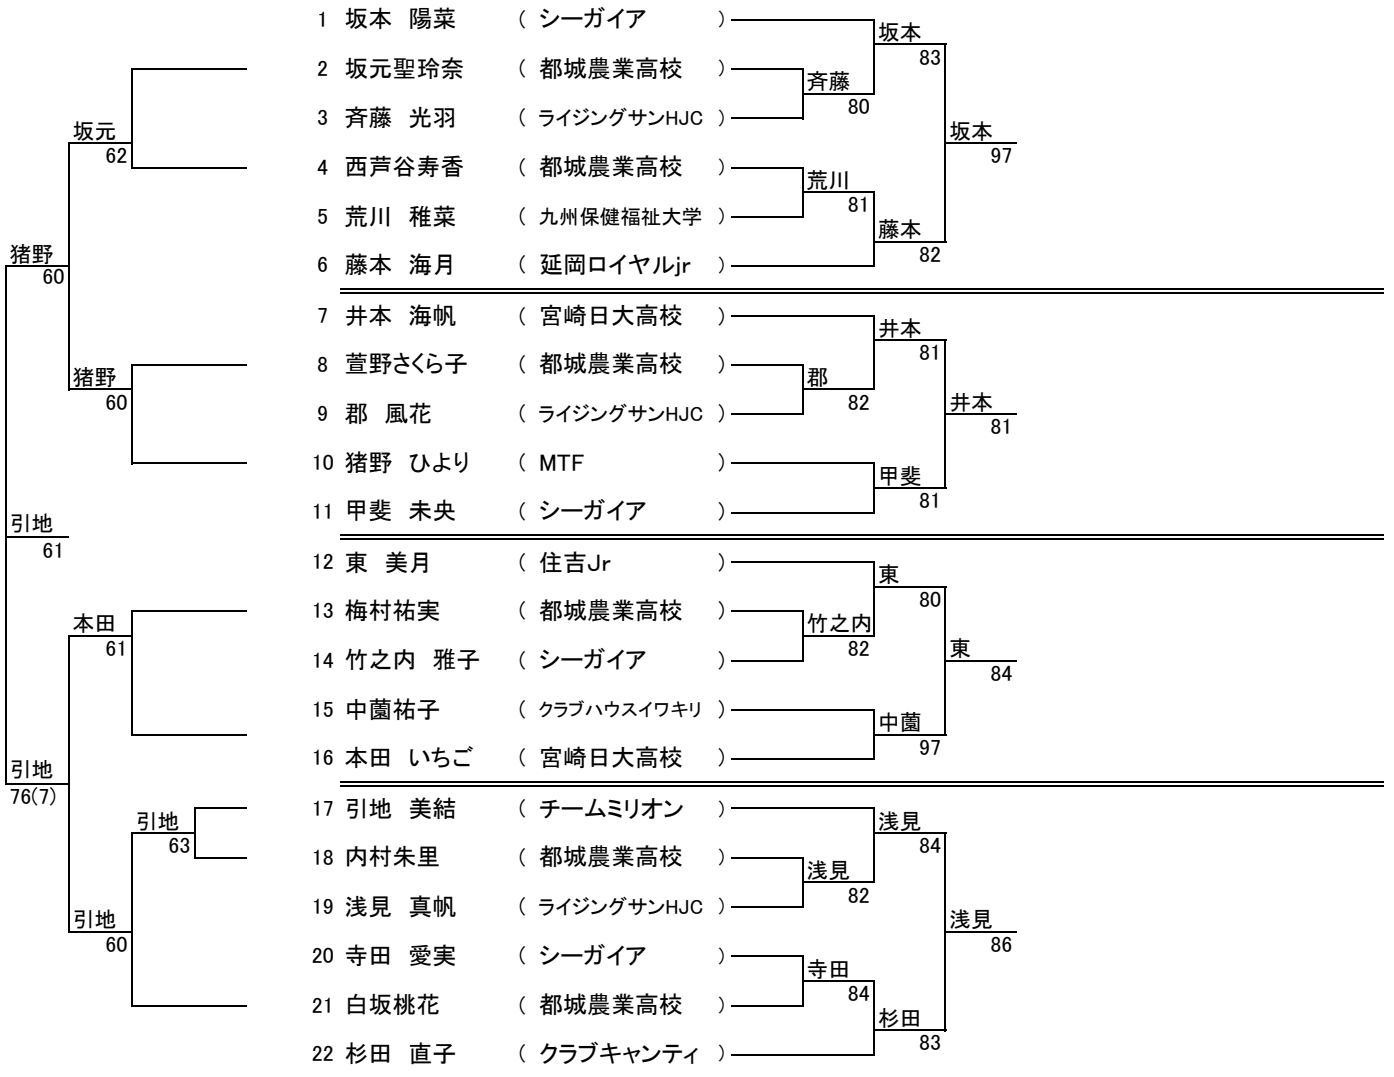 1 坂本 陽菜 ( シーガイア ) 坂本
83
2 坂元聖玲奈 ( 都城農業高校 ) 斉藤
80
3 斉藤 光羽 ( ライジングサンHJC )
坂元 坂本
62 97
4 西芦谷寿香 ( 都城農業高校 ) 荒川
81
5 荒川 稚菜 ( 九州保健福祉大学 ) 藤本
82
猪野
60
6 藤本 海月 ( 延岡ロイヤルjr )
7 井本 海帆 ( 宮崎日大高校 ) 井本
81
8 萱野さくら子 ( 都城農業高校 ) 郡
82
猪野
60
9 郡 風花 ( ライジングサンHJC ) 井本
81
10 猪野 ひより ( MTF ) 甲斐
81
11 甲斐 未央 ( シーガイア )
引地
61
12 東 美月 ( 住吉Jr ) 東
80
13 梅村祐実 ( 都城農業高校 ) 竹之内
82
本田
61
14 竹之内 雅子 ( シーガイア ) 東
84
15 中薗祐子 ( クラブハウスイワキリ ) 中薗
97
16 本田 いちご ( 宮崎日大高校 )
引地
76(7)
17 引地 美結 ( チームミリオン ) 浅見
84
引地
63
18 内村朱里 ( 都城農業高校 ) 浅見
82
19 浅見 真帆 ( ライジングサンHJC )
引地 浅見
60 86
20 寺田 愛実 ( シーガイア ) 寺田
84
21 白坂桃花 ( 都城農業高校 ) 杉田
83
22 杉田 直子 ( クラブキャンティ )